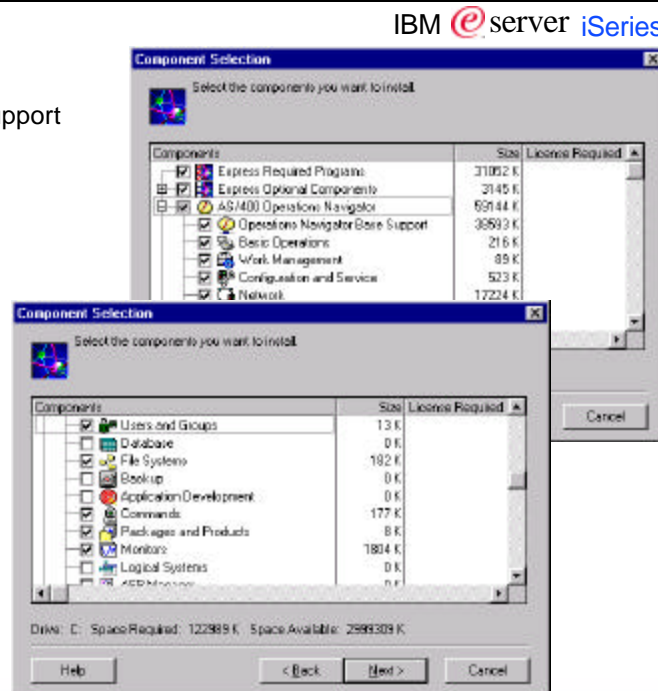 IBM e server iSeries
pport
Component Selection
Select the components you want to install.
Components Size License Required
Express Required Programs 31052 K
Express Optional Components 3145 K
AS/400 Operations Navigator 59144 K
Operations Navigator Base Support 39593 K
Basic Operations 216 K
Work Management 89 K
Configuration and Service 523 K
Network 17224 K
Cancel
Component Selection
Select the components you want to install.
Components Size License Required
Users and Groups 13 K
Database 0 K
File Systems 182 K
Backup 0 K
Application Development 0 K
Commands 177 K
Packages and Products 8 K
Monitors 1804 K
Logical Systems 0 K
Drive: C: Space Required: 122989 K Space Available: 2999309 K
Help < Back Next > Cancel